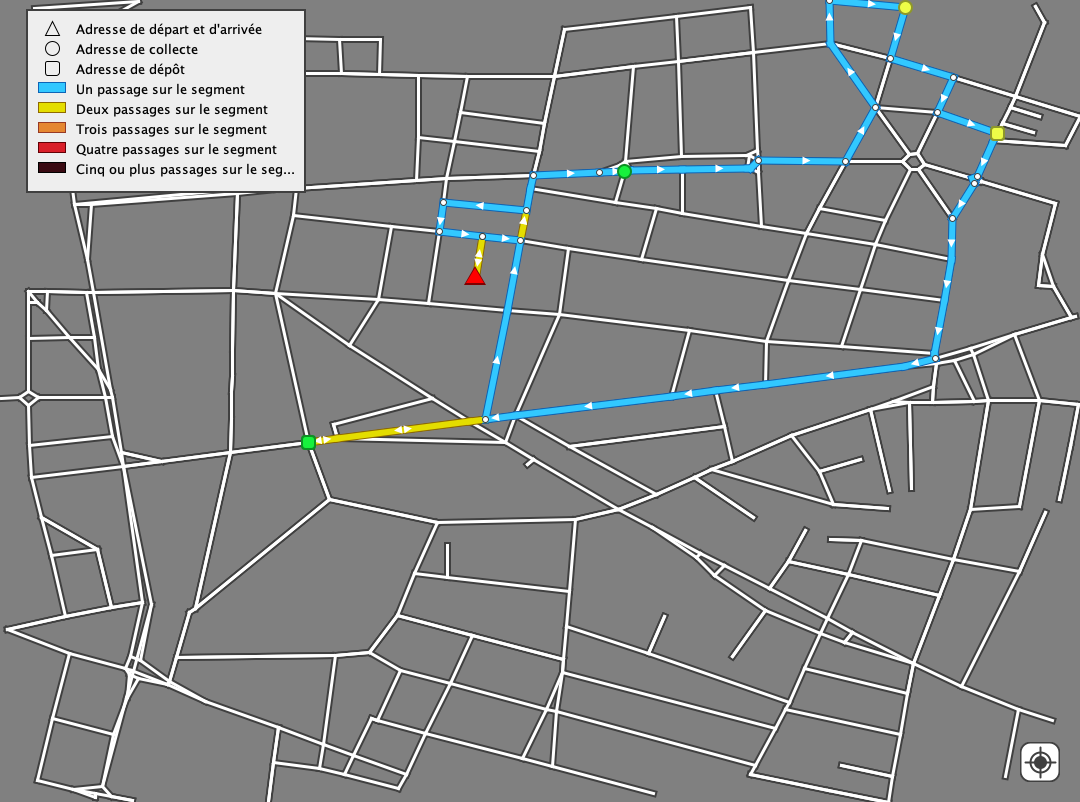 Adresse de départ et d'arrivée
Adresse de collecte
Adresse de dépôt
Un passage sur le segment
Deux passages sur le segment
Trois passages sur le segment
Quatre passages sur le segment
Cinq ou plus passages sur le seg...